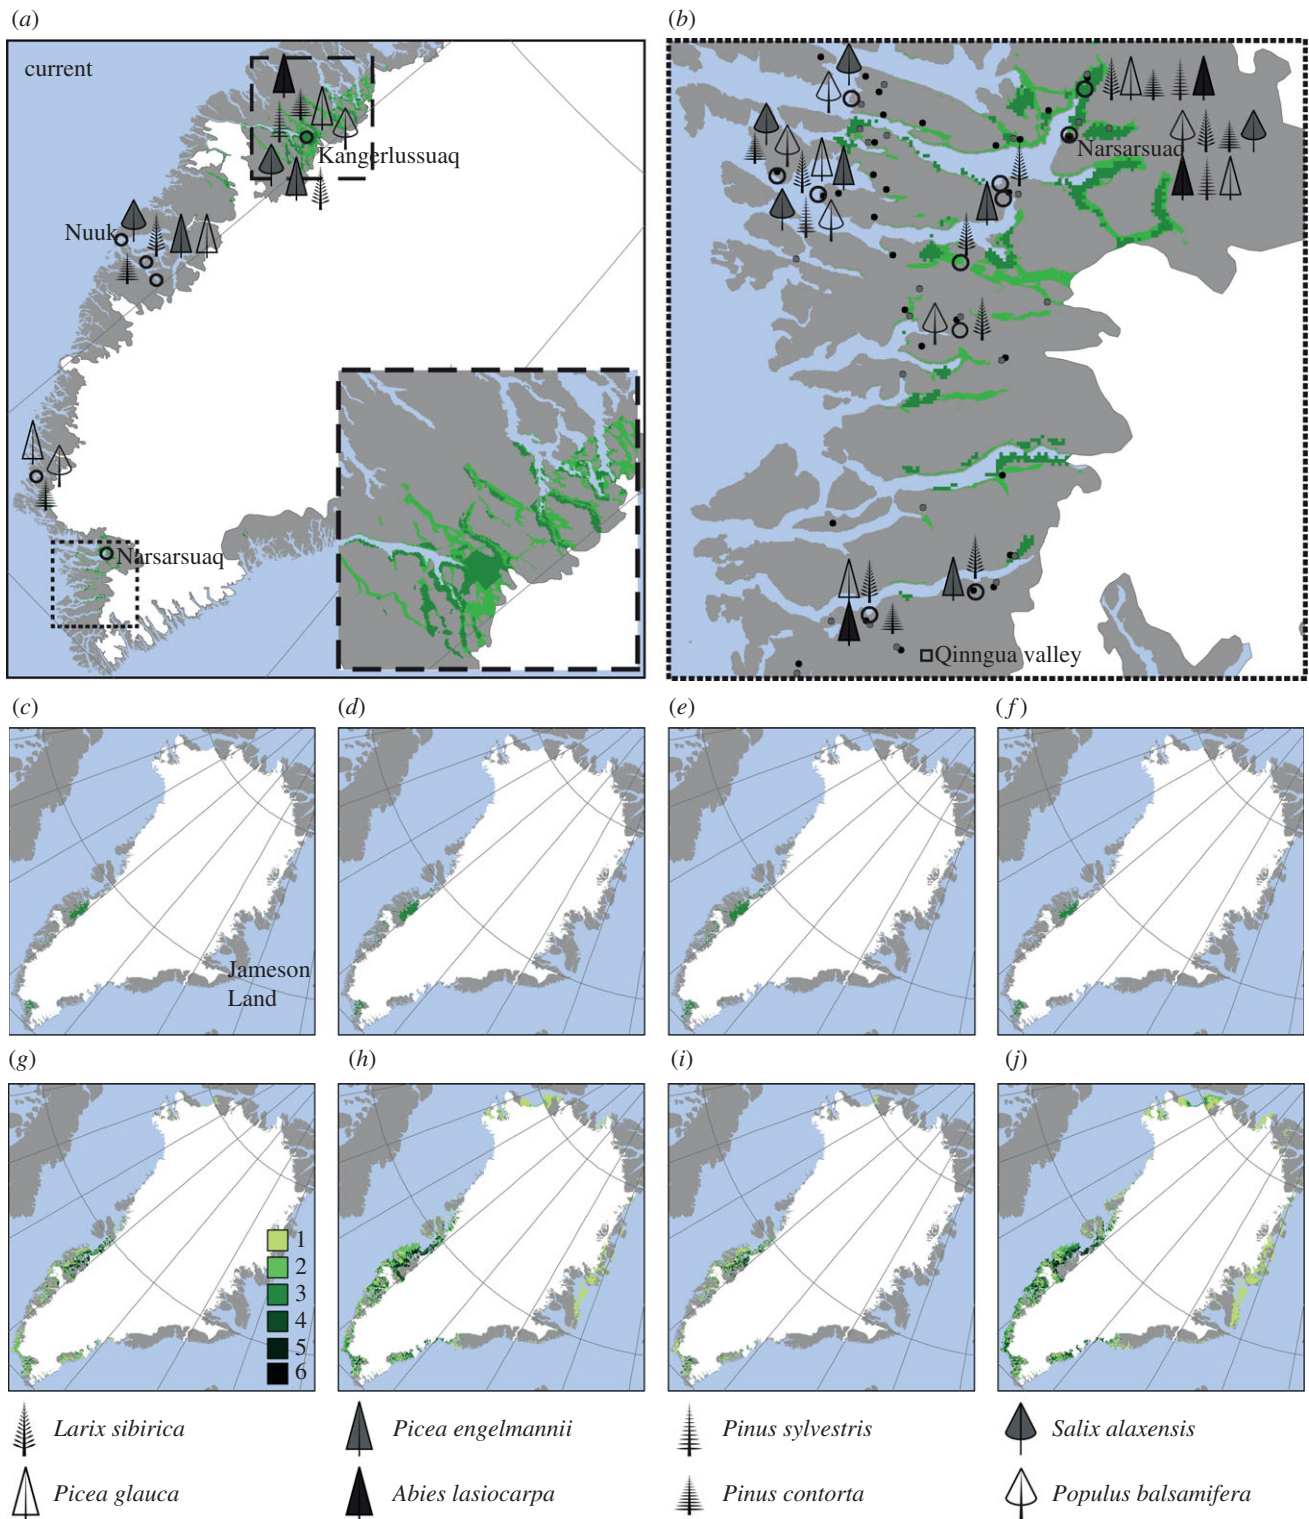 (a)
current
Kangerlussuaq
Nuuk
Narsarsuaq
(b)
Narsarsuaq
Qinngua valley
(c)
(d)
(e)
(f)
Jameson
Land
(g)
(h)
(i)
(j)
1
2
3
4
5
6
Larix sibirica
Picea engelmannii
Pinus sylvestris
Salix alaxensis
Picea glauca
Abies lasiocarpa
Pinus contorta
Populus balsamifera